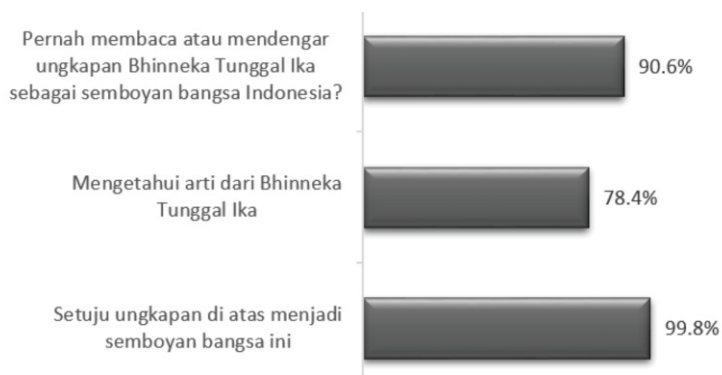 Pernah membaca atau mendengar
ungkapan Bhinneka Tunggal Ika
sebagai semboyan bangsa Indonesia?
90.6%
Mengetahui arti dari Bhinneka
Tunggal Ika
78.4%
Setuju ungkapan di atas menjadi
semboyan bangsa ini
99.8%